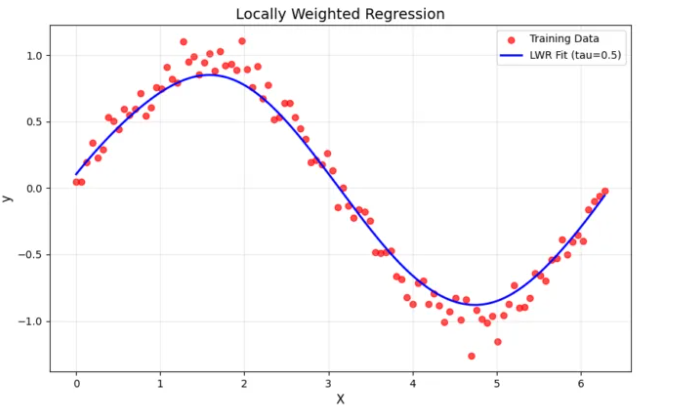 Locally Weighted Regression
Training Data
LWR Fit (tau=0.5)
1.0
0.5
0.0
−0.5
−1.0
y
0 1 2 3 4 5 6
X